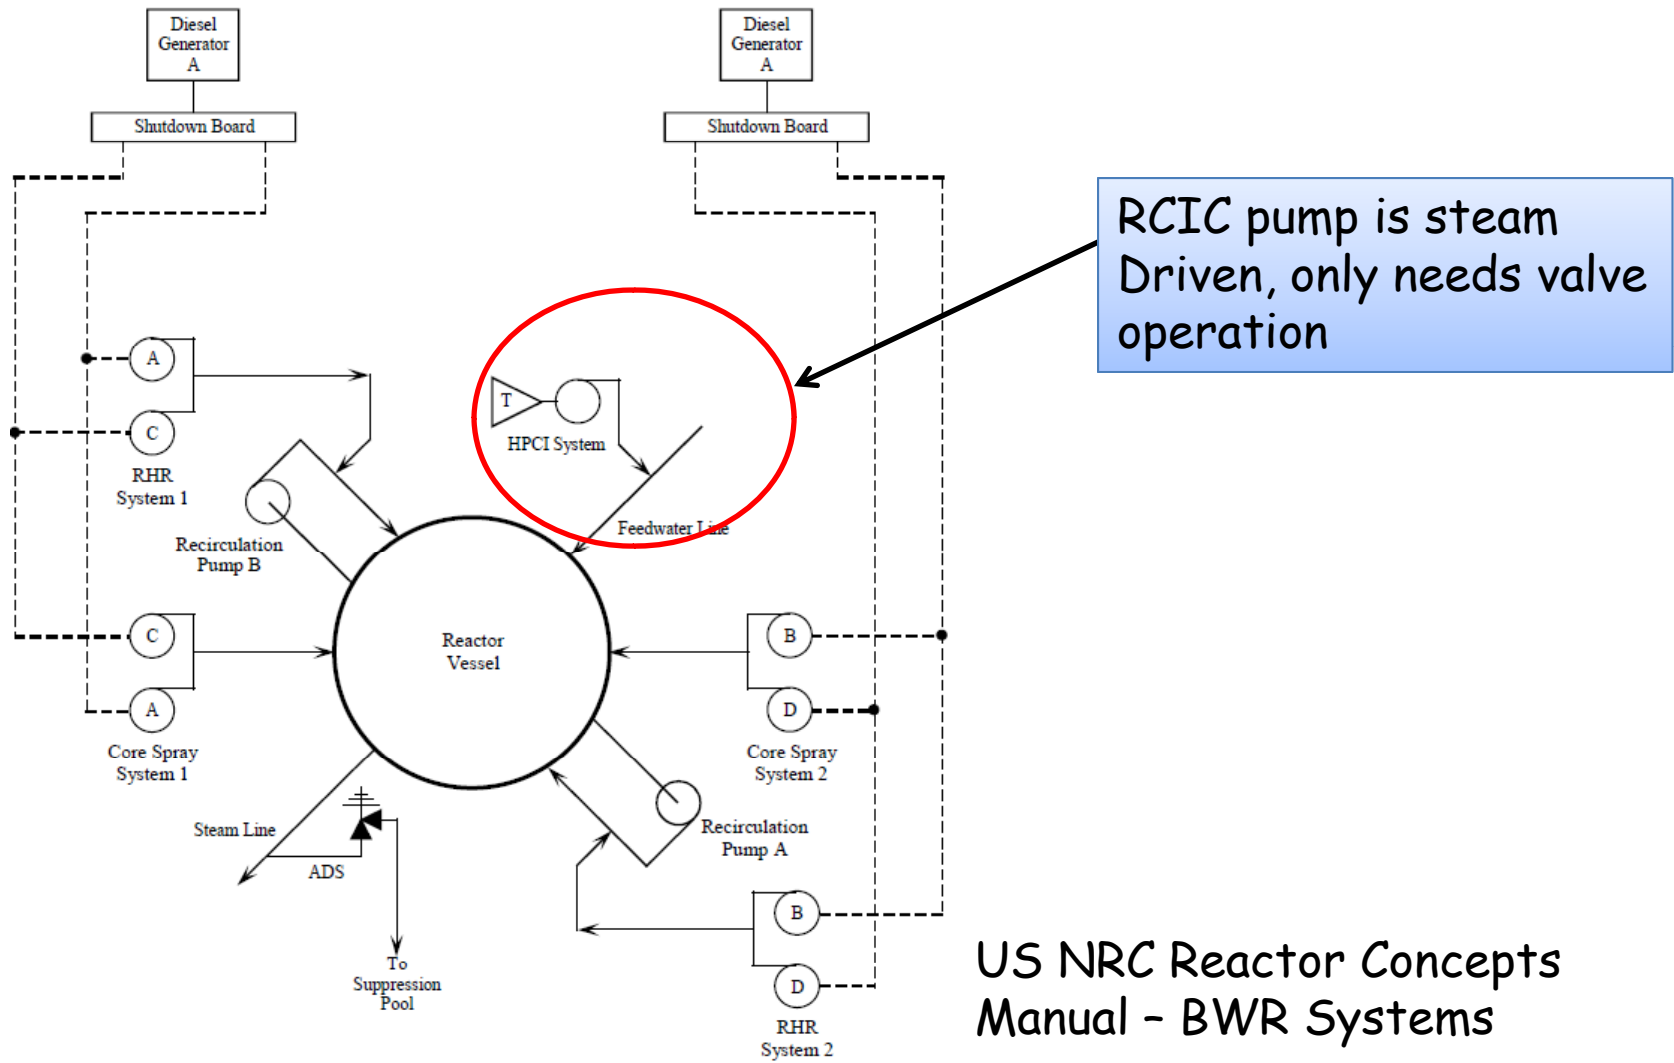 Diesel
Generator
A
Diesel
Generator
A
Shutdown Board
Shutdown Board
RCIC pump is steam
Driven, only needs valve
operation
A
C
RHR
System 1
T
HPCI System
Feedwater Line
Recirculation
Pump B
C
A
Core Spray
System 1
Reactor
Vessel
B
D
Core Spray
System 2
Steam Line
ADS
To
Suppression
Pool
Recirculation
Pump A
B
D
RHR
System 2
US NRC Reactor Concepts
Manual – BWR Systems